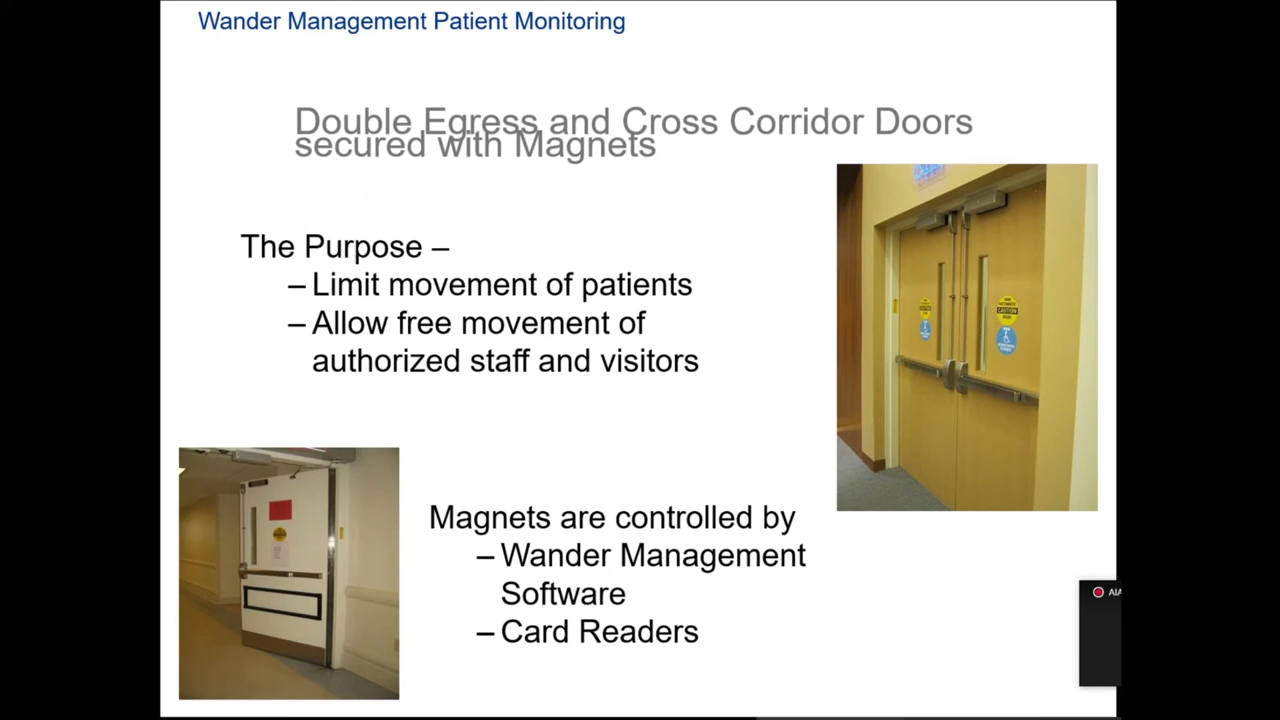 Wander Management Patient Monitoring
Double Egress and Cross Corridor Doors
secured with Magnets
The Purpose –
– Limit movement of patients
– Allow free movement of
authorized staff and visitors
CAUTION
Magnets are controlled by
– Wander Management
Software
– Card Readers